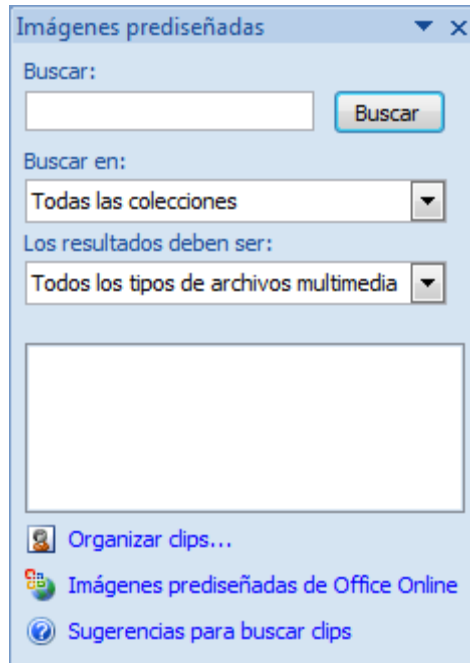 Imágenes prediseñadas
Buscar:
Buscar
Buscar en:
Todas las colecciones
Los resultados deben ser:
Todos los tipos de archivos multimedia
Organizar clips...
Imágenes prediseñadas de Office Online
Sugerencias para buscar clips